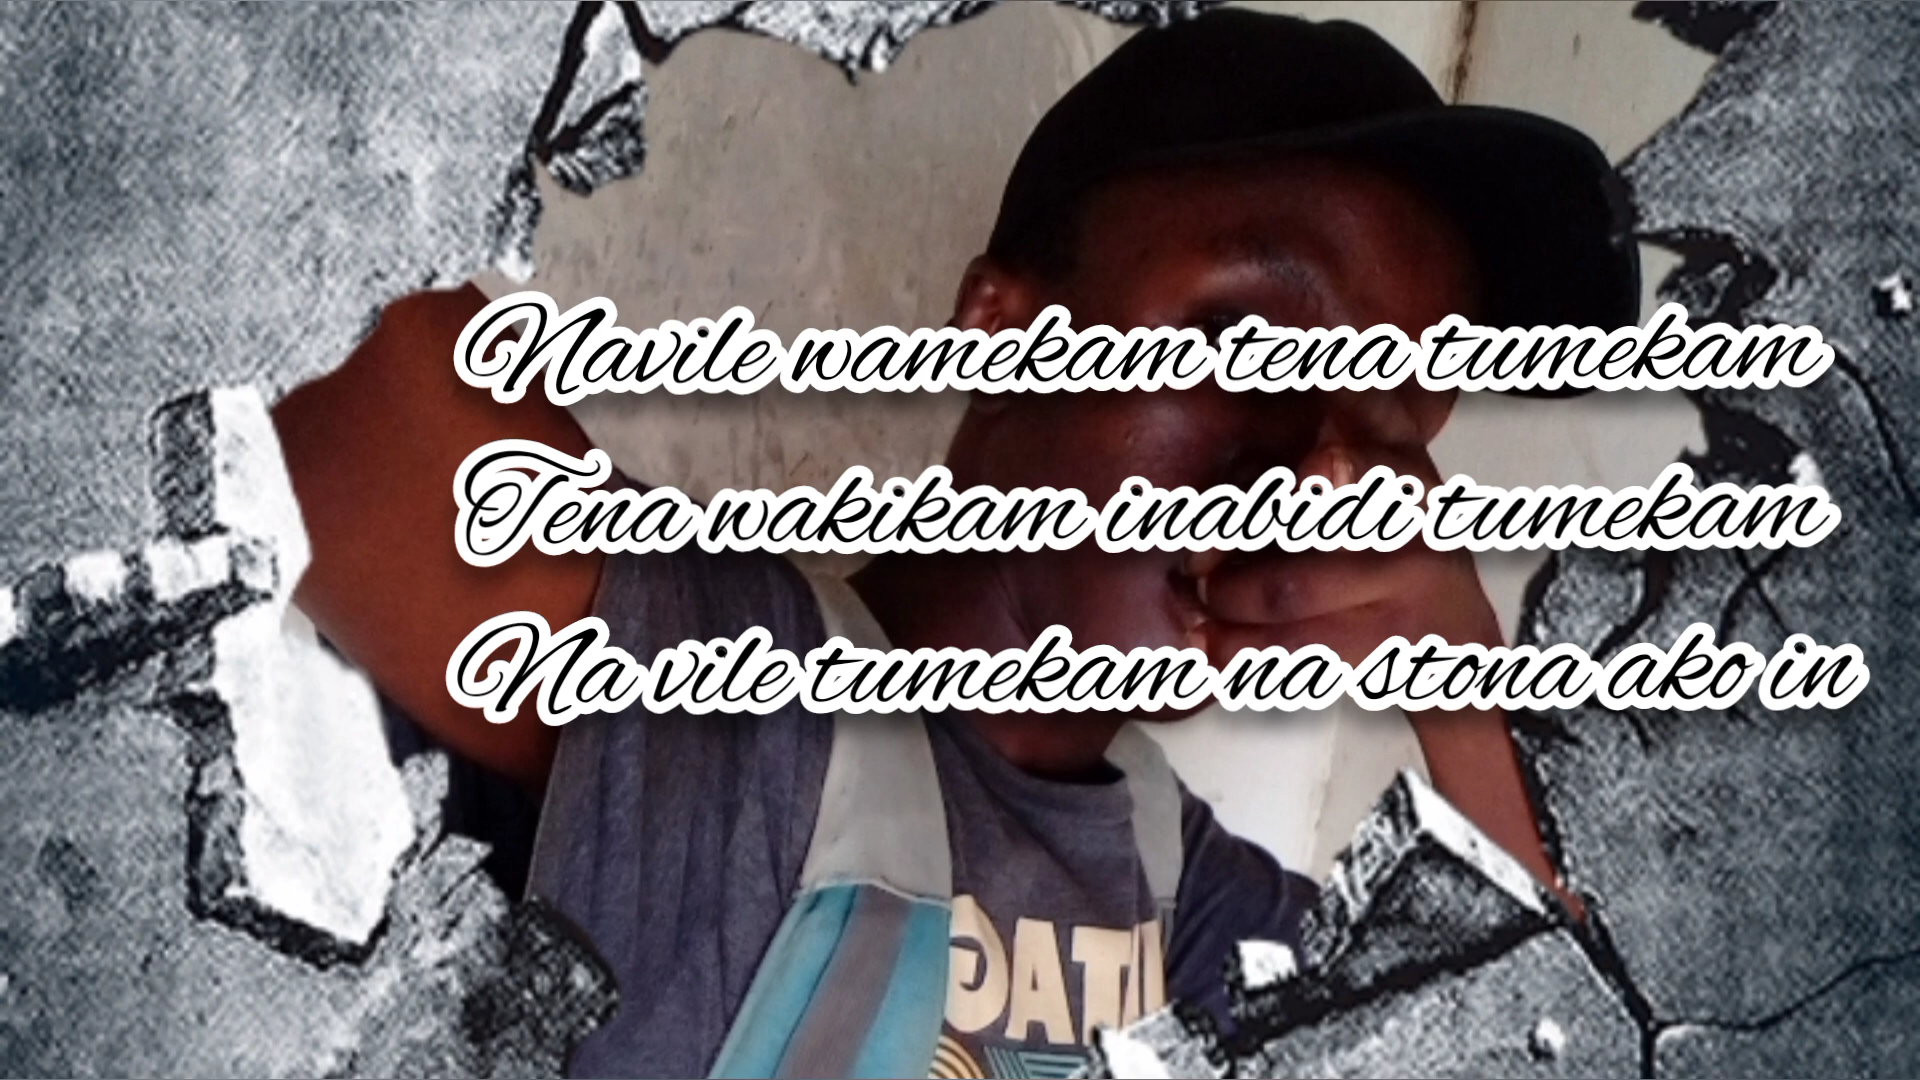 Navile wamekam tena tumekam
Tena wakikam inabidi tumekam
Na vile tumekam na stona ako in